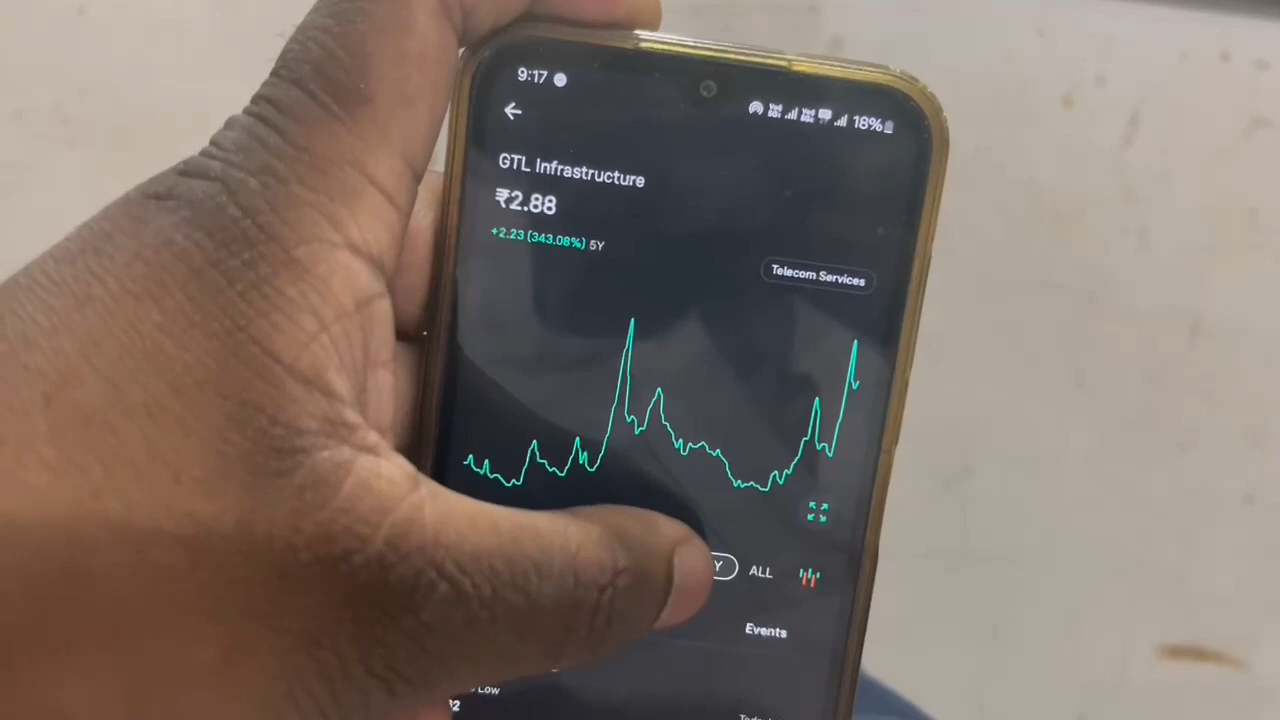 9:17
18%
GTL Infrastructure
₹2.88
+2.23 (343.08%) 5Y
Telecom Services
Y ALL
Events
Low